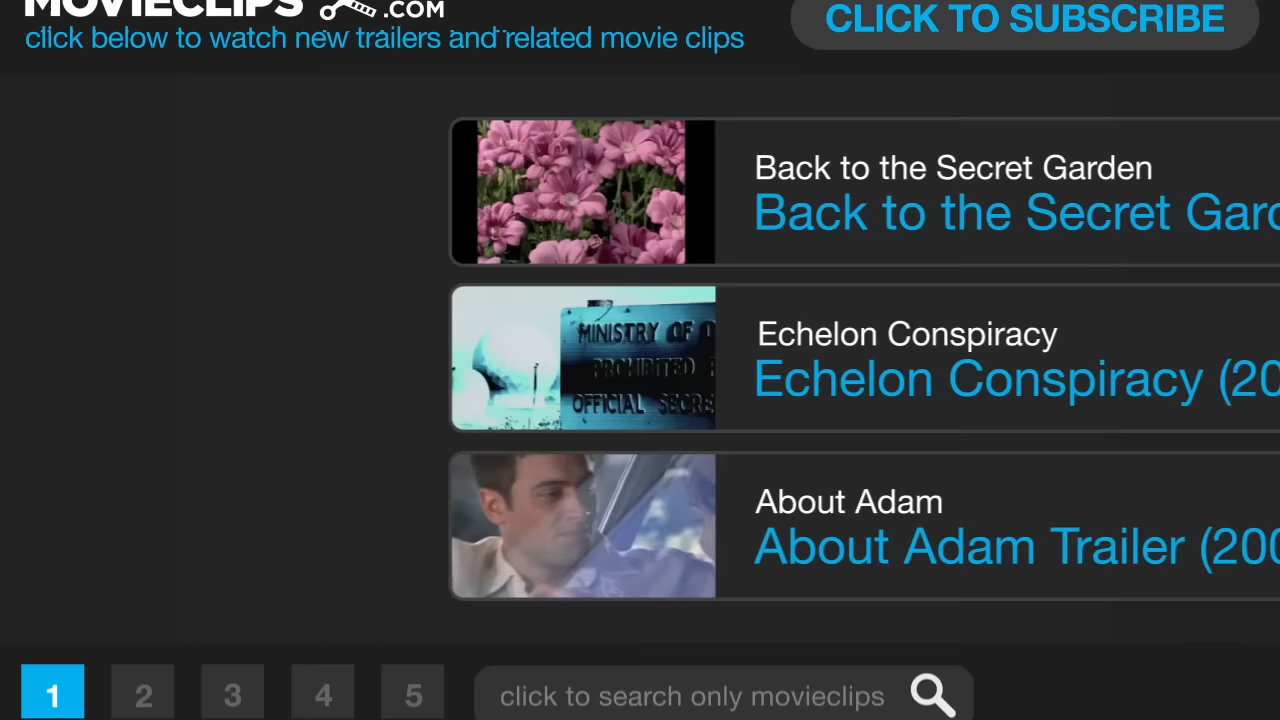 MOVIECLIPS .COM
click below to watch new trailers and related movie clips
CLICK TO SUBSCRIBE
Back to the Secret Garden
Back to the Secret Gard
MINISTRY OF
PROHIBITED
OFFICIAL SECRE
Echelon Conspiracy
Echelon Conspiracy (20
About Adam
About Adam Trailer (200
1 2 3 4 5
click to search only movieclips